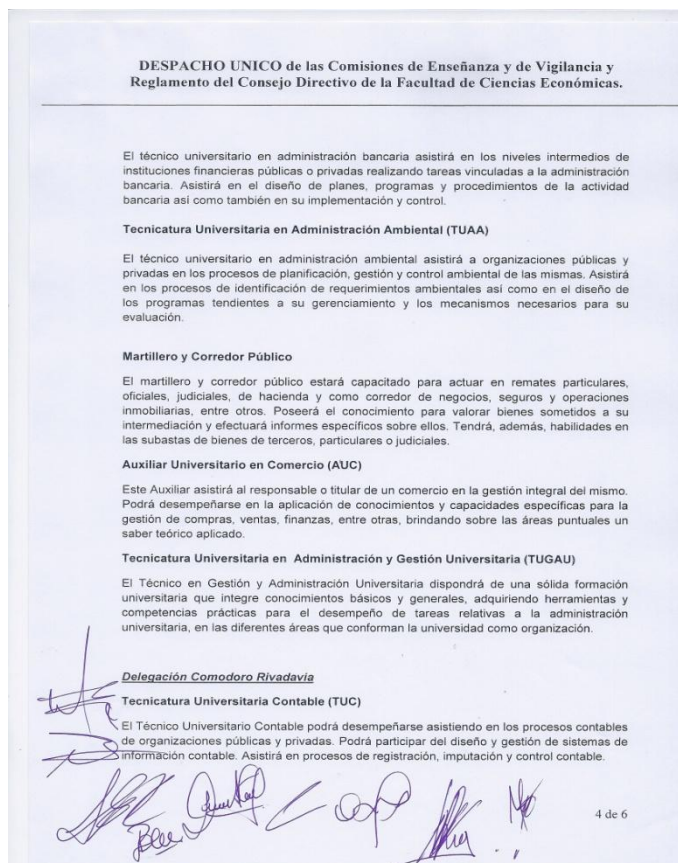 DESPACHO UNICO de las Comisiones de Enseñanza y de Vigilancia y
Reglamento del Consejo Directivo de la Facultad de Ciencias Económicas.
El técnico universitario en administración bancaria asistirá en los niveles intermedios de
instituciones financieras públicas o privadas realizando tareas vinculadas a la administración
bancaria. Asistirá en el diseño de planes, programas y procedimientos de la actividad
bancaria así como también en su implementación y control.
Tecnicatura Universitaria en Administración Ambiental (TUAA)
El técnico universitario en administración ambiental asistirá a organizaciones públicas y
privadas en los procesos de planificación, gestión y control ambiental de las mismas. Asistirá
en los procesos de identificación de requerimientos ambientales así como en el diseño de
los programas tendientes a su gerenciamiento y los mecanismos necesarios para su
evaluación.
Martillero y Corredor Público
El martillero y corredor público estará capacitado para actuar en remates particulares,
oficiales, judiciales, de hacienda y como corredor de negocios, seguros y operaciones
inmobiliarias, entre otros. Poseerá el conocimiento para valorar bienes sometidos a su
intermediación y efectuará informes específicos sobre ellos. Tendrá, además, habilidades en
las subastas de bienes de terceros, particulares o judiciales.
Auxiliar Universitario en Comercio (AUC)
Este Auxiliar asistirá al responsable o titular de un comercio en la gestión integral del mismo.
Podrá desempeñarse en la aplicación de conocimientos y capacidades específicas para la
gestión de compras, ventas, finanzas, entre otras, brindando sobre las áreas puntuales un
saber teórico aplicado.
Tecnicatura Universitaria en Administración y Gestión Universitaria (TUGAU)
El Técnico en Gestión y Administración Universitaria dispondrá de una sólida formación
universitaria que integre conocimientos básicos y generales, adquiriendo herramientas y
competencias prácticas para el desempeño de tareas relativas a la administración
universitaria, en las diferentes áreas que conforman la universidad como organización.
Delegación Comodoro Rivadavia
Tecnicatura Universitaria Contable (TUC)
El Técnico Universitario Contable podrá desempeñarse asistiendo en los procesos contables
de organizaciones públicas y privadas. Podrá participar del diseño y gestión de sistemas de
información contable. Asistirá en procesos de registración, imputación y control contable.
4 de 6